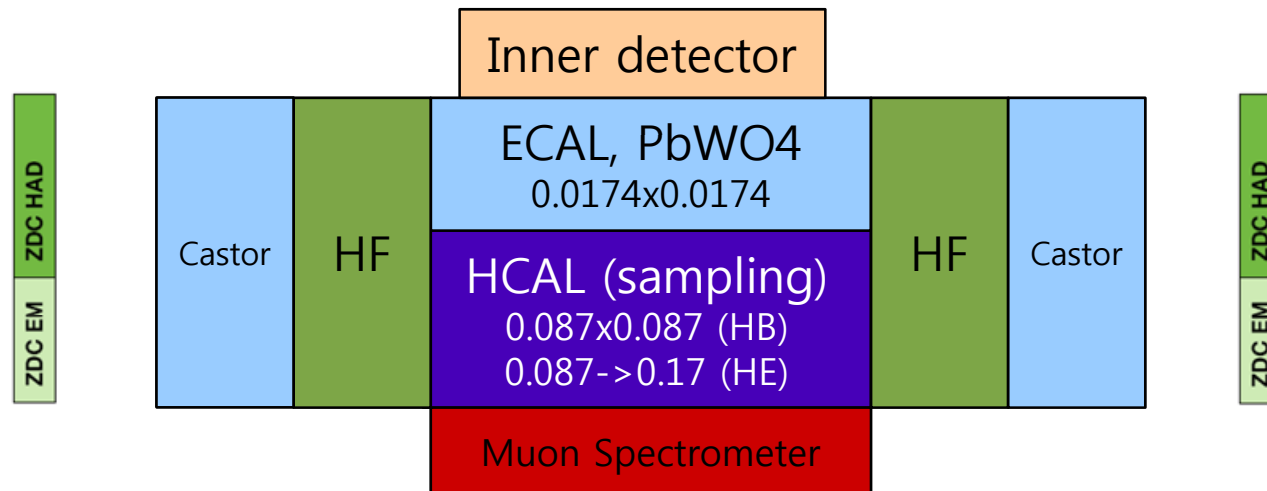 Inner detector
ZDC HAD
ZDC EM
Castor
HF
ECAL, PbWO4
0.0174x0.0174
HCAL (sampling)
0.087x0.087 (HB)
0.087->0.17 (HE)
HF
Castor
ZDC HAD
ZDC EM
Muon Spectrometer